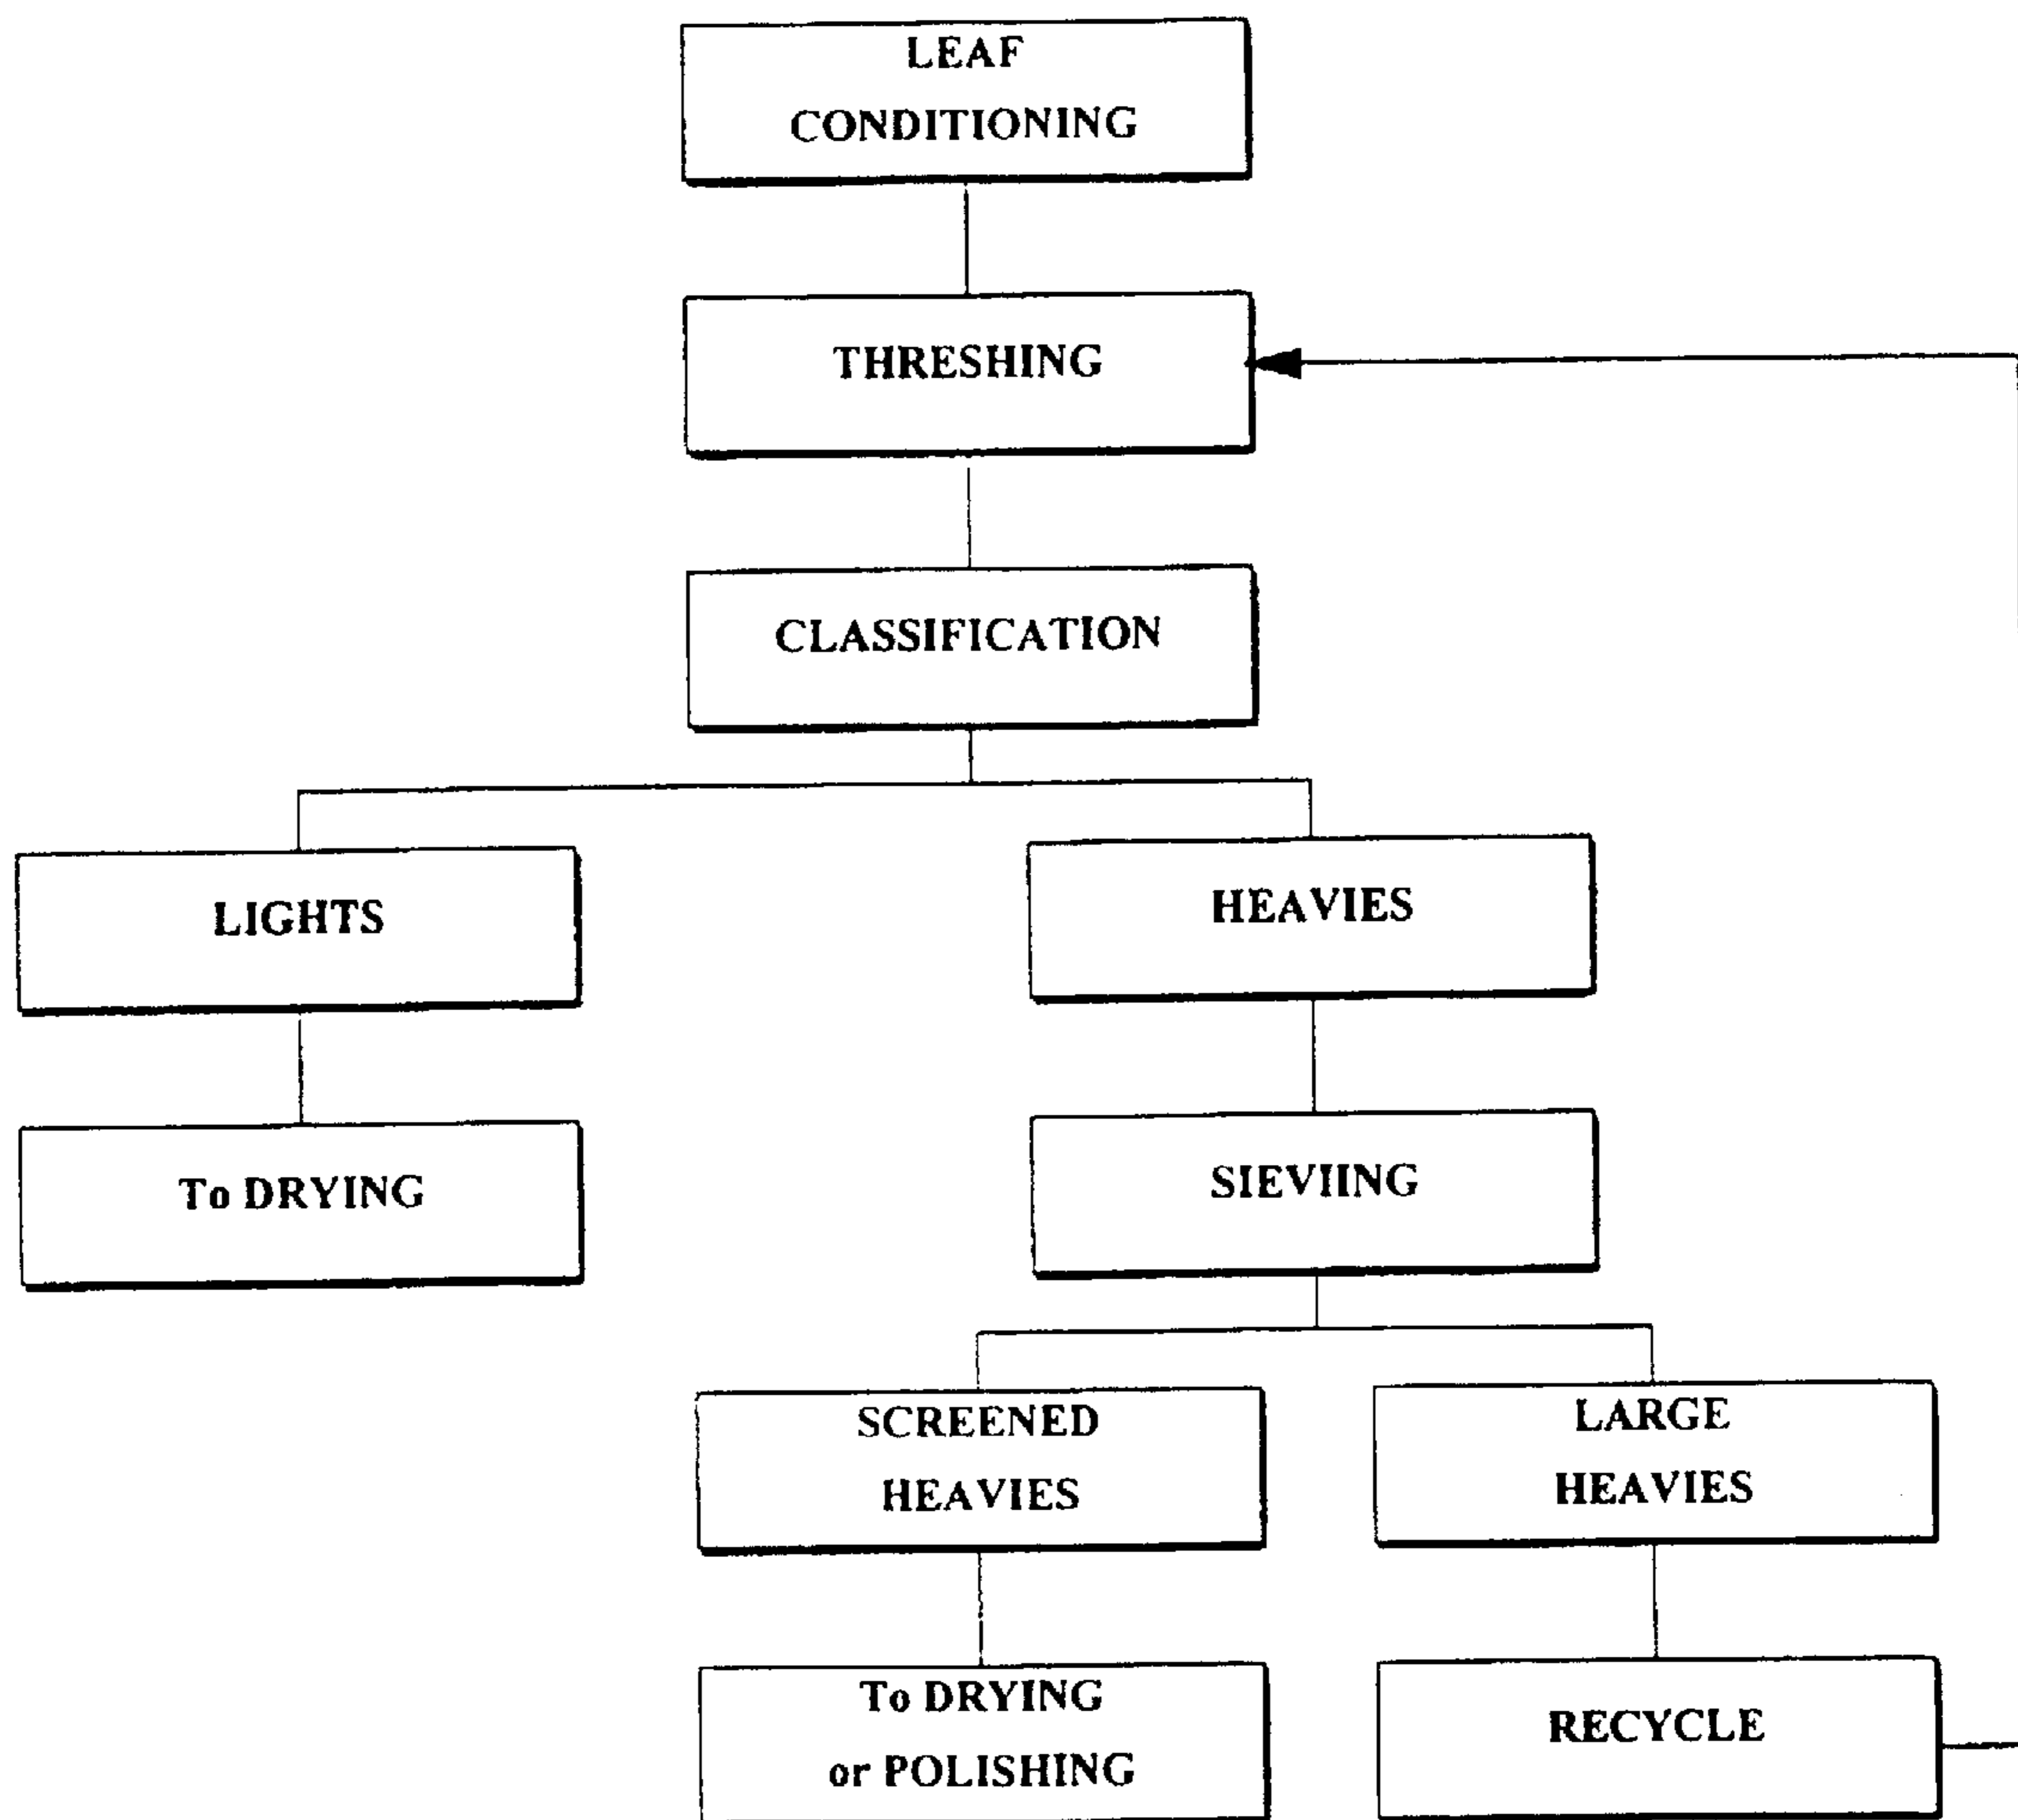 LEAF
CONDITIONING
THRESHING
CLASSIFICATION
LIGHTS
HEAVIES
To DRYING
SIEVIING
SCREENED
HEAVIES
LARGE
HEAVIES
To DRYING
or POLISHING
RECYCLE